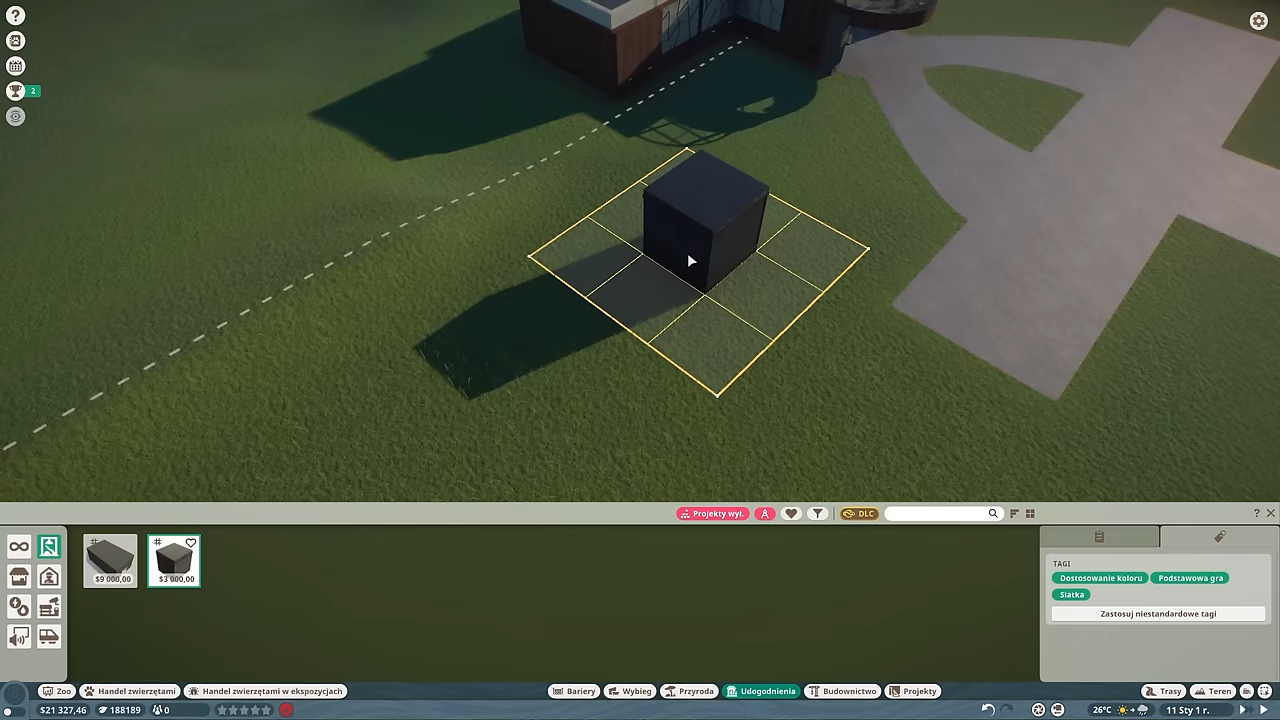 ?
2
Projekty wył.
A
DLC
?
$9 000,00
$3 000,00
TAGI
Dostosowanie koloru
Podstawowa gra
Siatka
Zastosuj niestandardowe tagi
Zoo
Handel zwierzętami
Handel zwierzętami w ekspozycjach
Bariery
Wybieg
Przyroda
Udogodnienia
Budownictwo
Projekty
Trasy
Teren
$21 327,46
188189
0
26°C
11 Sty 1 r.